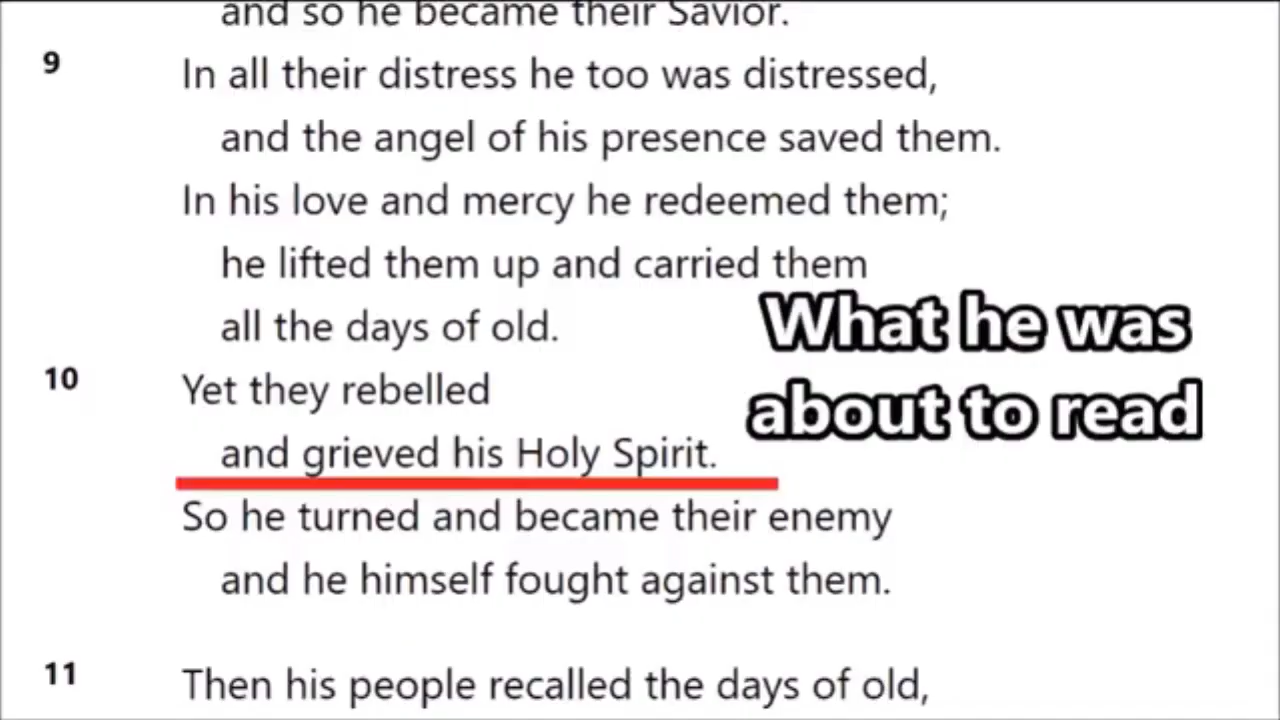 and so he became their Savior.
9 In all their distress he too was distressed,
and the angel of his presence saved them.
In his love and mercy he redeemed them;
he lifted them up and carried them
all the days of old.
What he was
about to read
10 Yet they rebelled
and grieved his Holy Spirit.
So he turned and became their enemy
and he himself fought against them.
11 Then his people recalled the days of old,